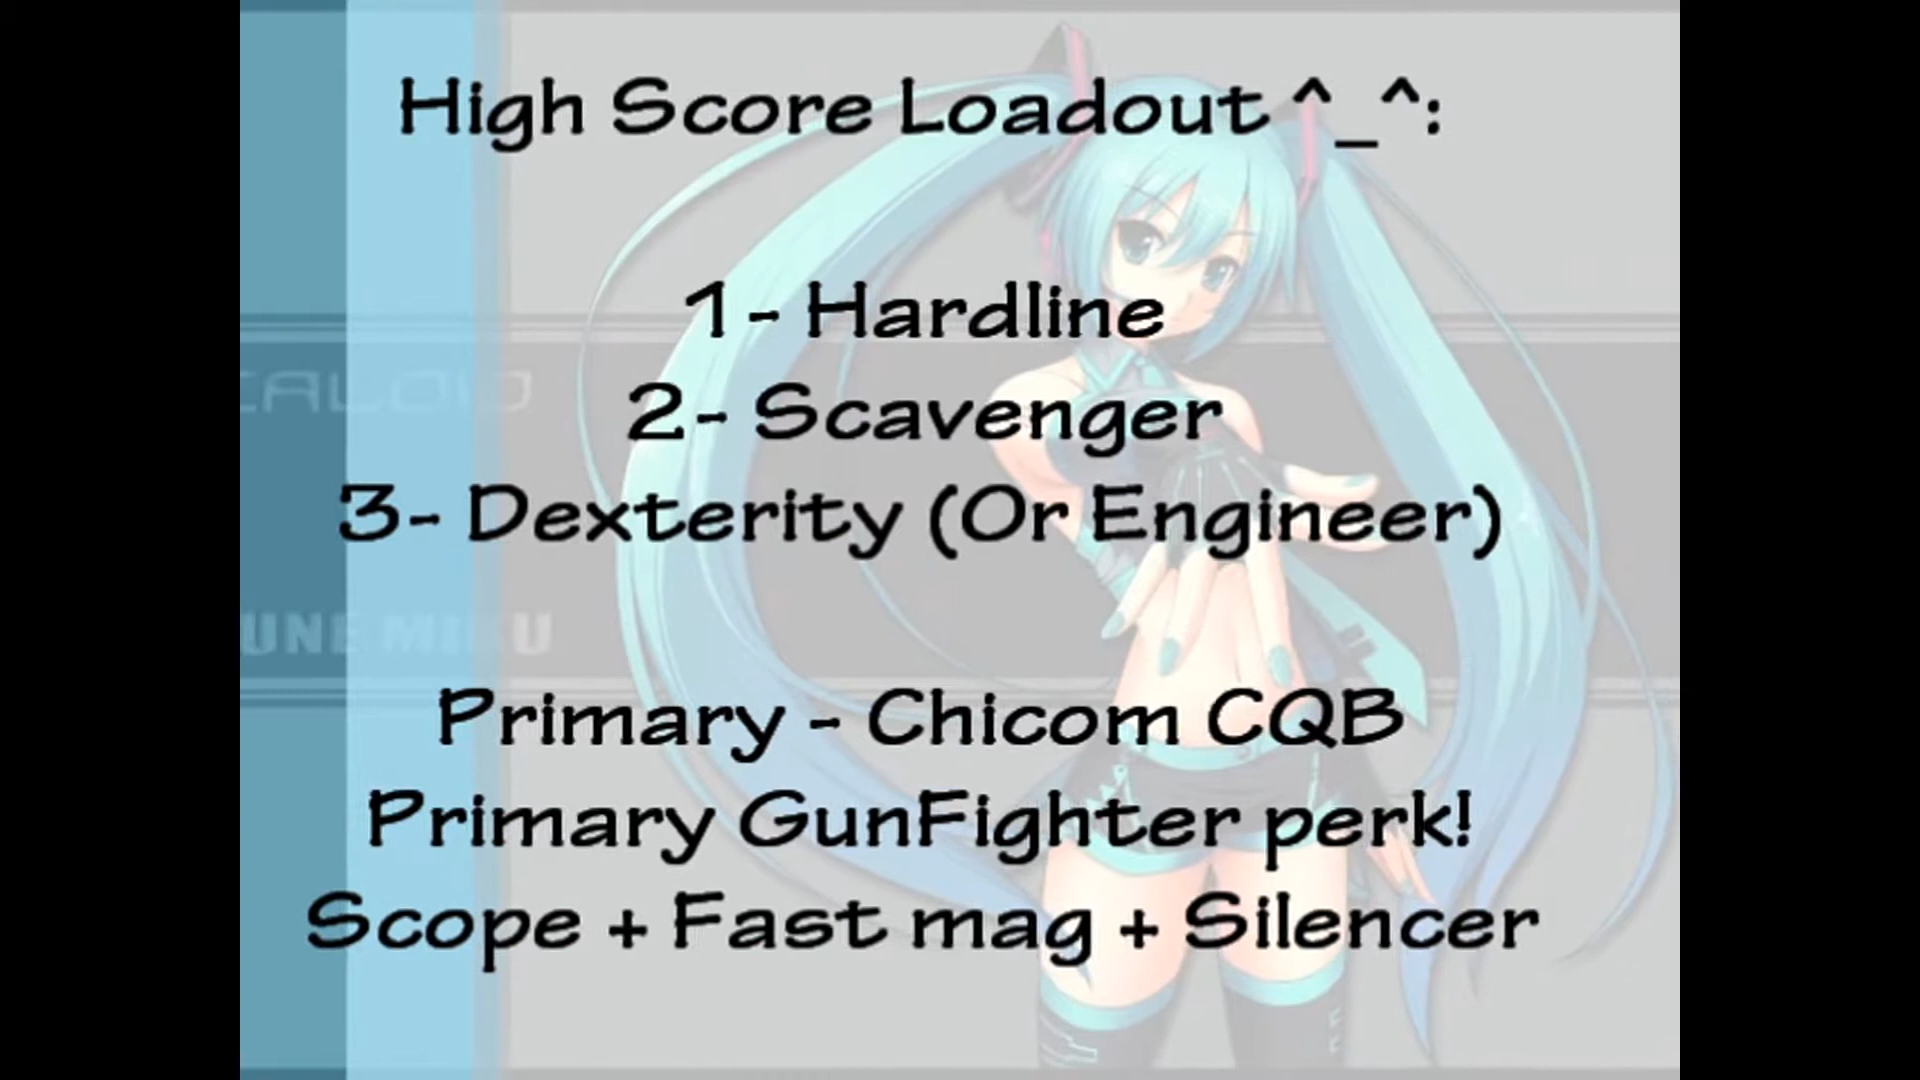 High Score Loadout ^_^:
1- Hardline
2- Scavenger
3- Dexterity (Or Engineer)
Primary - Chicom CQB
Primary GunFighter perk!
Scope + Fast mag + Silencer